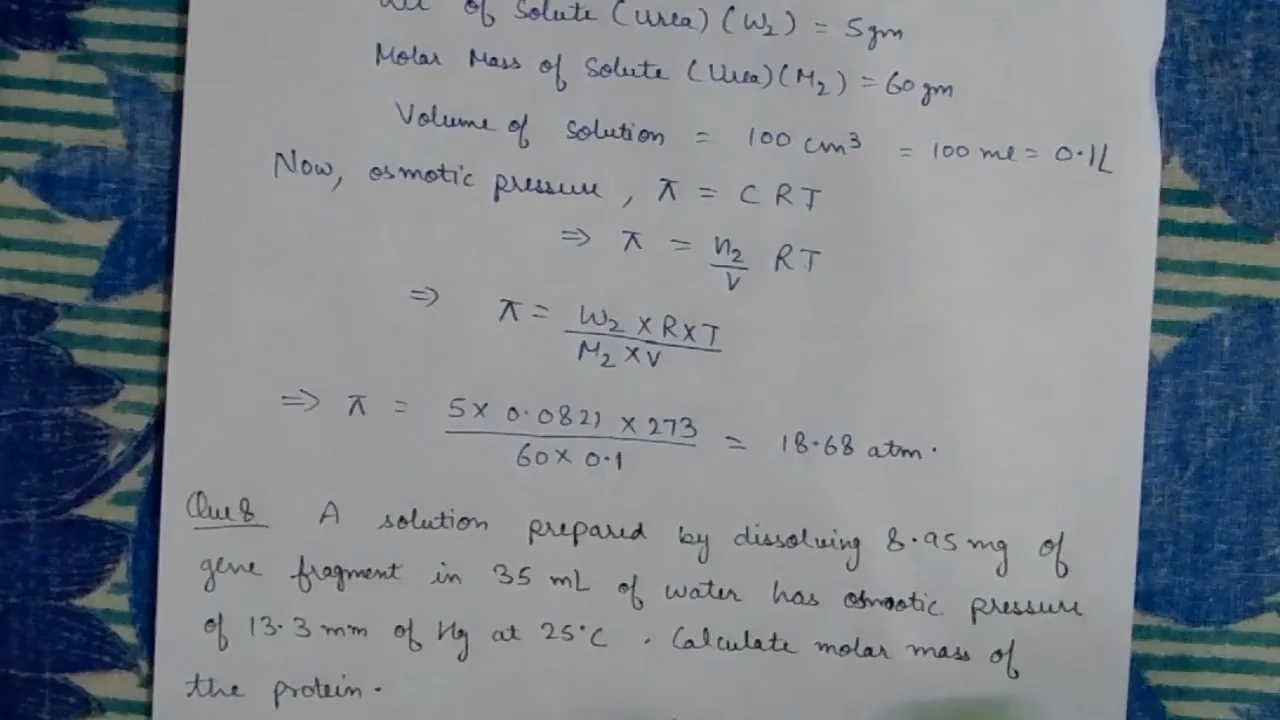 of Solute (Urea) (W₂) = 5gm
Molar Mass of Solute (Urea) (M₂) = 60 gm
Volume of solution = 100 cm³ = 100 ml = 0.1L
Now, osmotic pressure, π = C R T
⇒ π = n₂/V RT
⇒ π = W₂ × R × T / M₂ × V
⇒ π = 5 × 0.0821 × 273 / 60 × 0.1 = 18.68 atm.
Que 8 A solution prepared by dissolving 8.95 mg of
gene fragment in 35 mL of water has osmotic pressure
of 13.3 mm of Hg at 25°C. Calculate molar mass of
the protein.